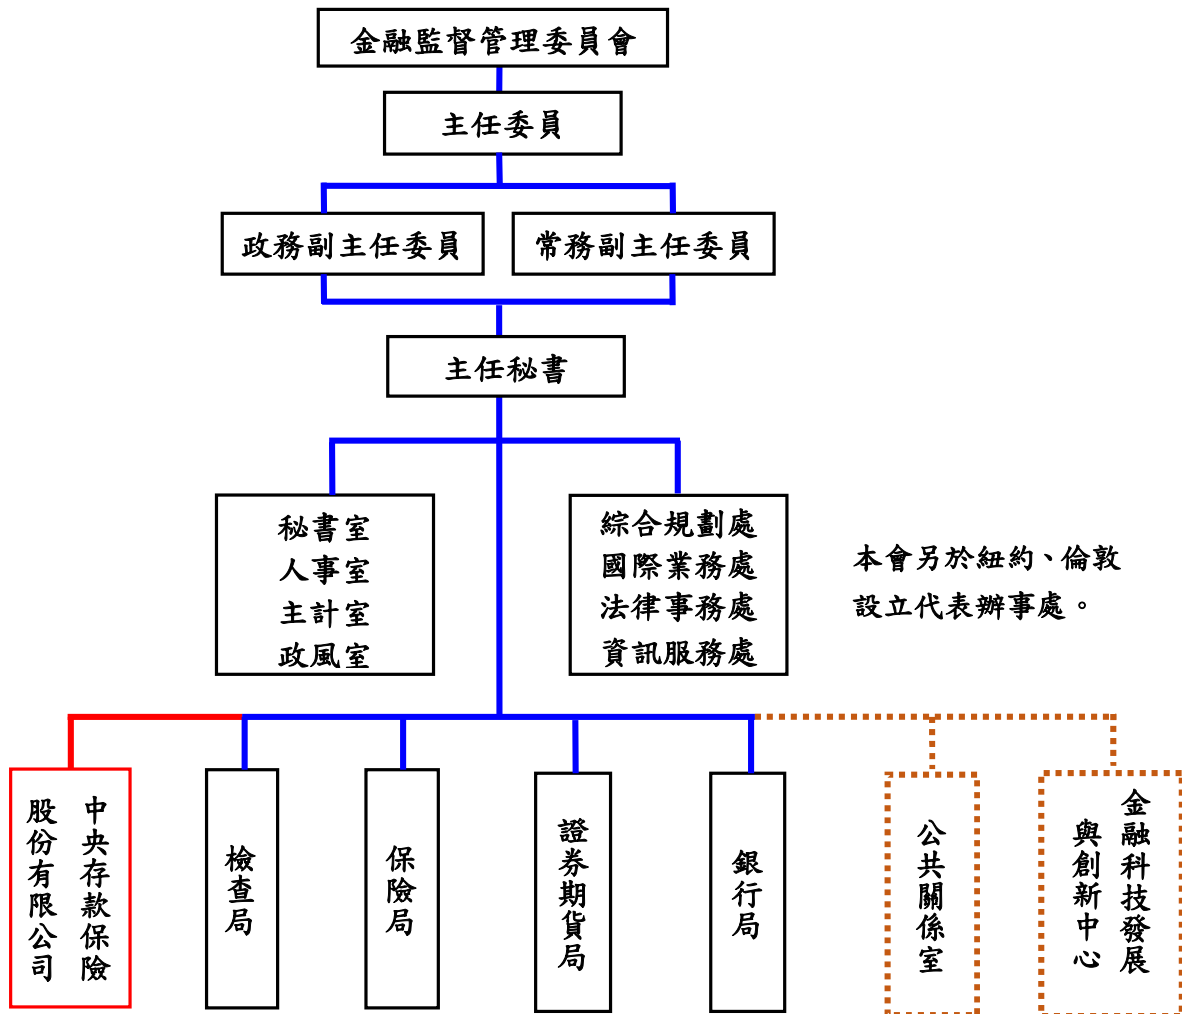 金融監督管理委員會
主任委員
政務副主任委員
常務副主任委員
主任秘書
秘書室
人事室
主計室
政風室
綜合規劃處
國際業務處
法律事務處
資訊服務處
本會另於紐約、倫敦
設立代表辦事處。
中央存款保險
股份有限公司
檢查局
保險局
證券期貨局
銀行局
公共關係室
金融科技發展
與創新中心